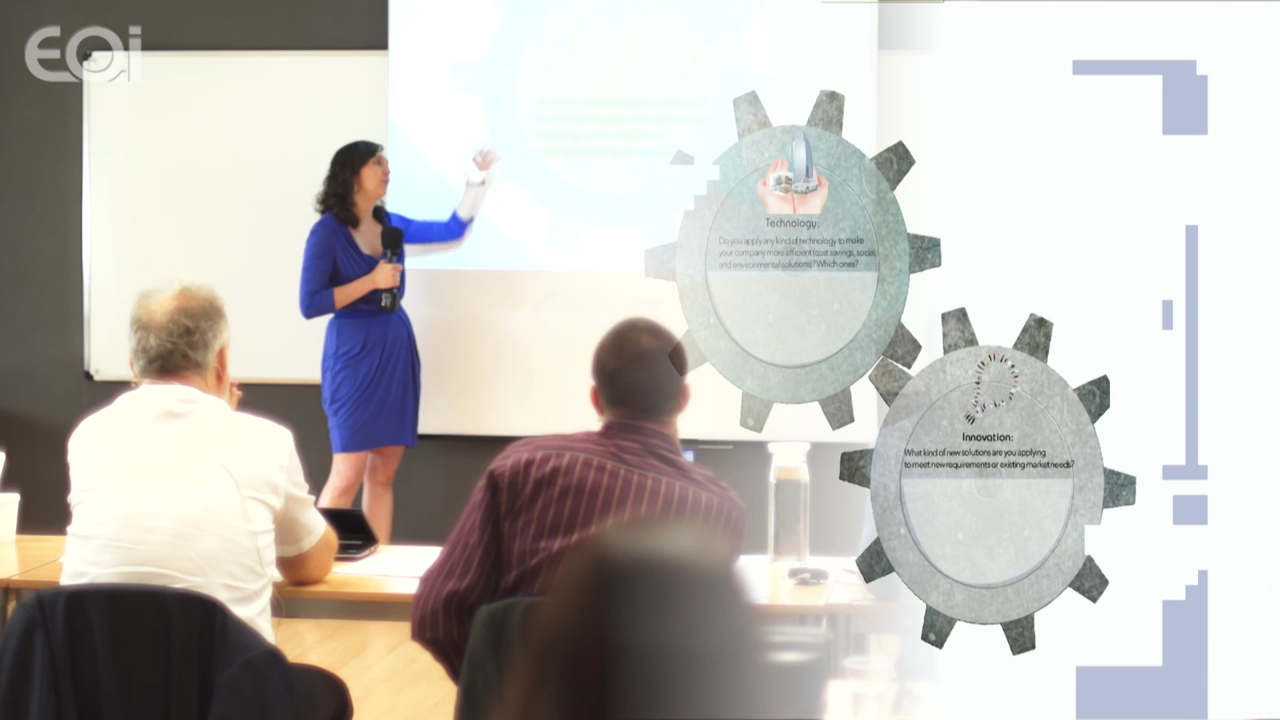 EOi
Technology:
Do you apply any kind of technology to make
your company more efficient (cost savings, social,
and environmental solutions)? Which ones?
Innovation:
What kind of new solutions are you applying
to meet new requirements or existing market needs?